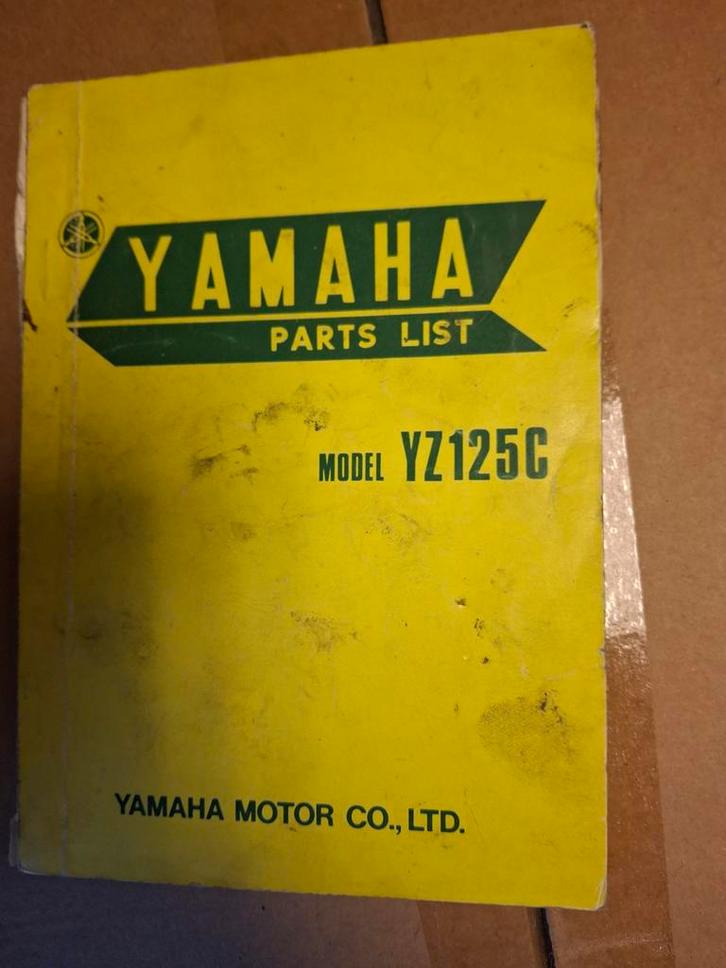 YAMAHA
PARTS LIST
MODEL YZ125C
YAMAHA MOTOR CO., LTD.